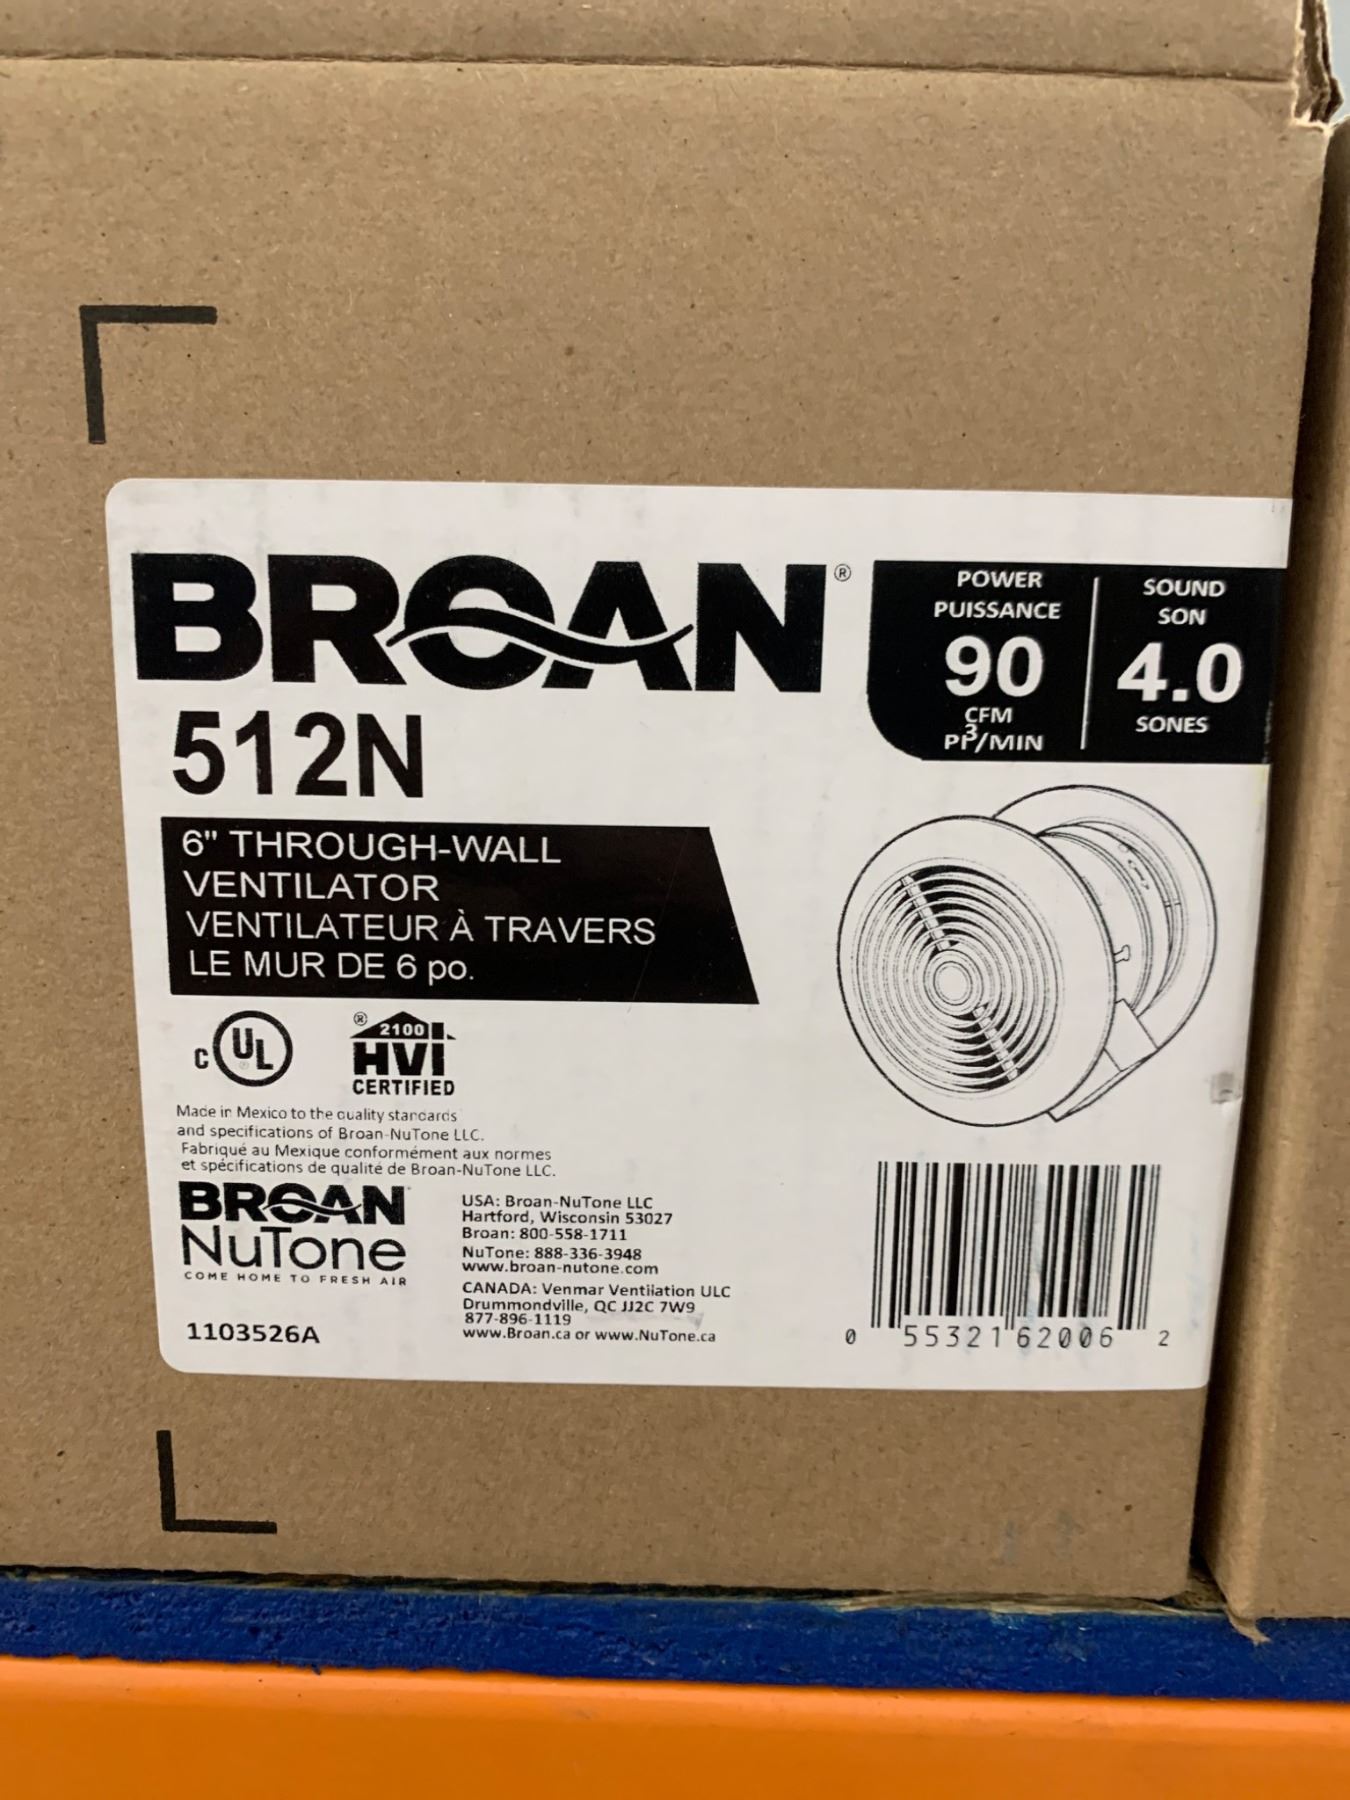 BROAN®
512N
6" THROUGH-WALL
VENTILATOR
VENTILATEUR À TRAVERS
LE MUR DE 6 po.
POWER
PUISSANCE
90
CFM
PI³/MIN
SOUND
SON
4.0
SONES
C UL ®
® 2100
HVI
CERTIFIED
Made in Mexico to the quality standards
and specifications of Broan-NuTone LLC.
Fabriqué au Mexique conformément aux normes
et spécifications de qualité de Broan-NuTone LLC.
BROAN
NuTone
COME HOME TO FRESH AIR
1103526A
USA: Broan-NuTone LLC
Hartford, Wisconsin 53027
Broan: 800-558-1711
NuTone: 888-336-3948
www.broan-nutone.com
CANADA: Venmar Ventilation ULC
Drummondville, QC JJ2C 7W9
877-896-1119
www.Broan.ca or www.NuTone.ca
0 55321 62006 2